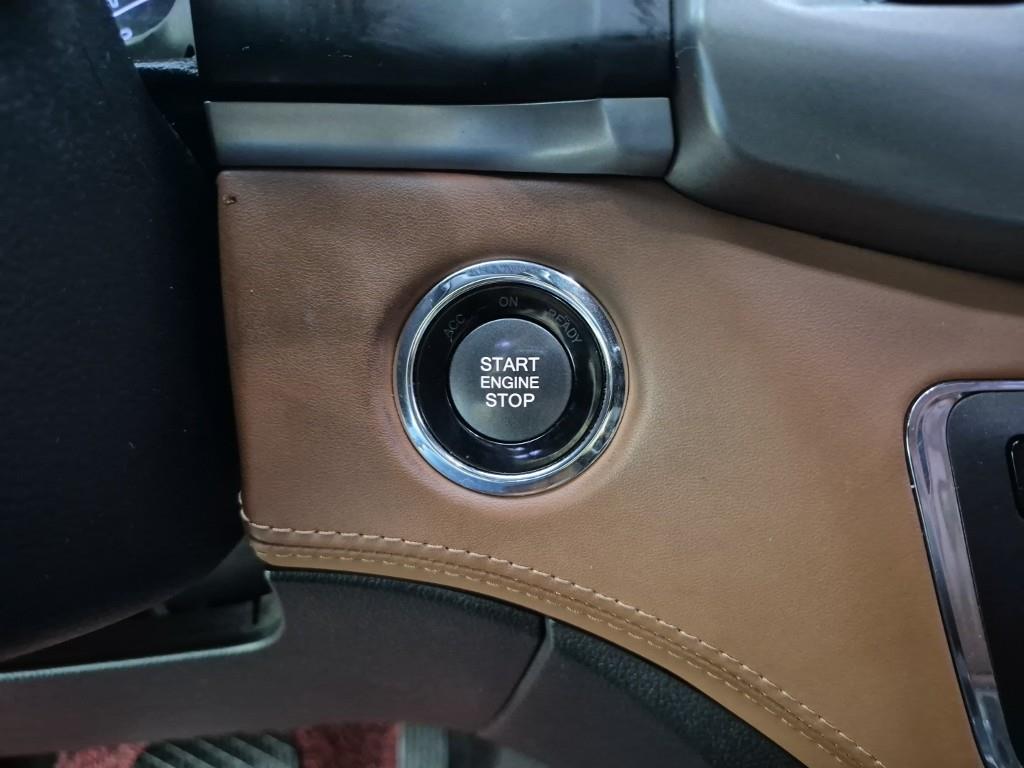 ACC ON READY
START
ENGINE
STOP